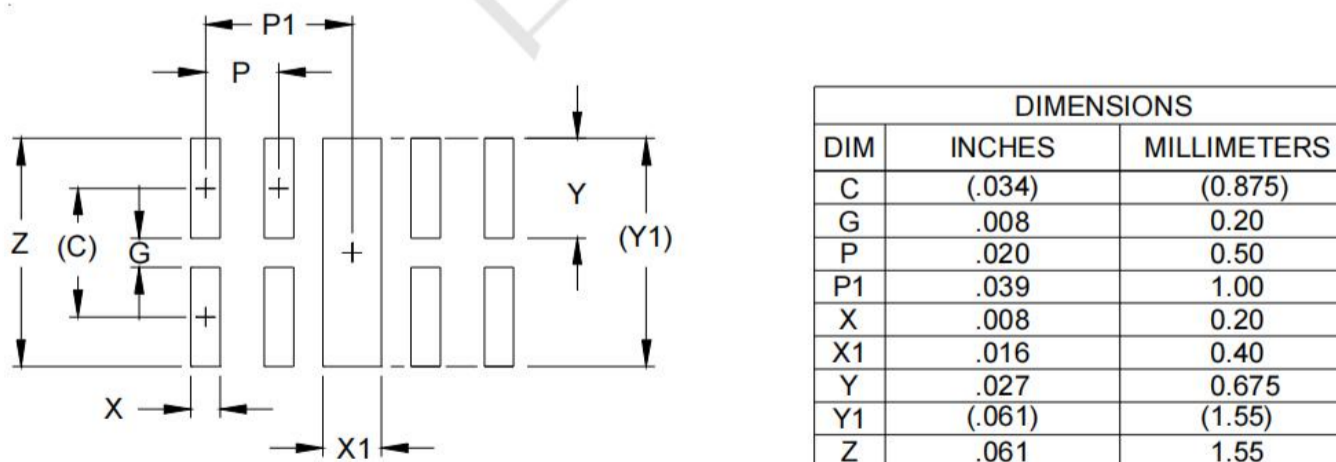 P1
P
Z
(C)
G
Y
(Y1)
X
X1
DIMENSIONS
DIM INCHES MILLIMETERS
C (.034) (0.875)
G .008 0.20
P .020 0.50
P1 .039 1.00
X .008 0.20
X1 .016 0.40
Y .027 0.675
Y1 (.061) (1.55)
Z .061 1.55